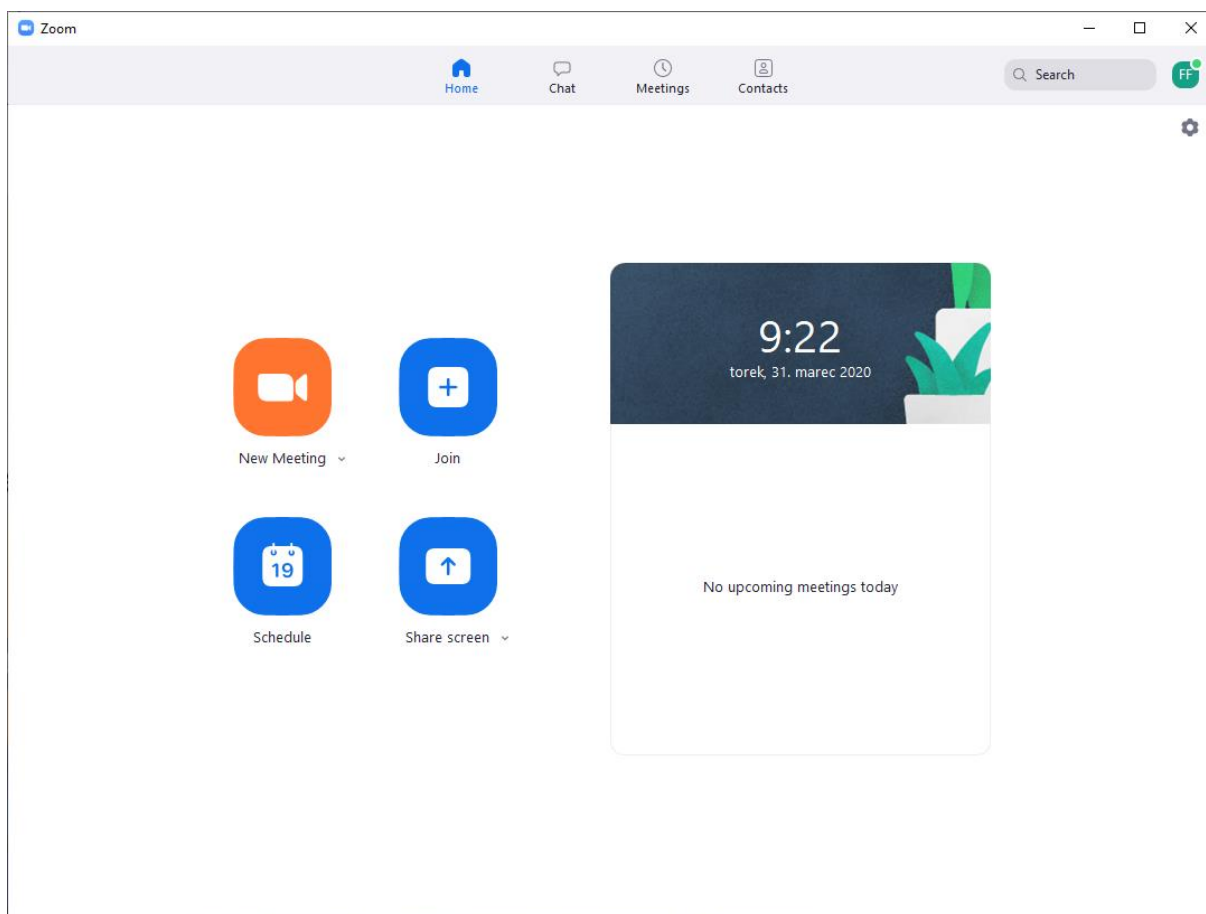 Zoom
Home
Chat
Meetings
Contacts
Search
FF
9:22
torek, 31. marec 2020
New Meeting
Join
19
Schedule
Share screen
No upcoming meetings today